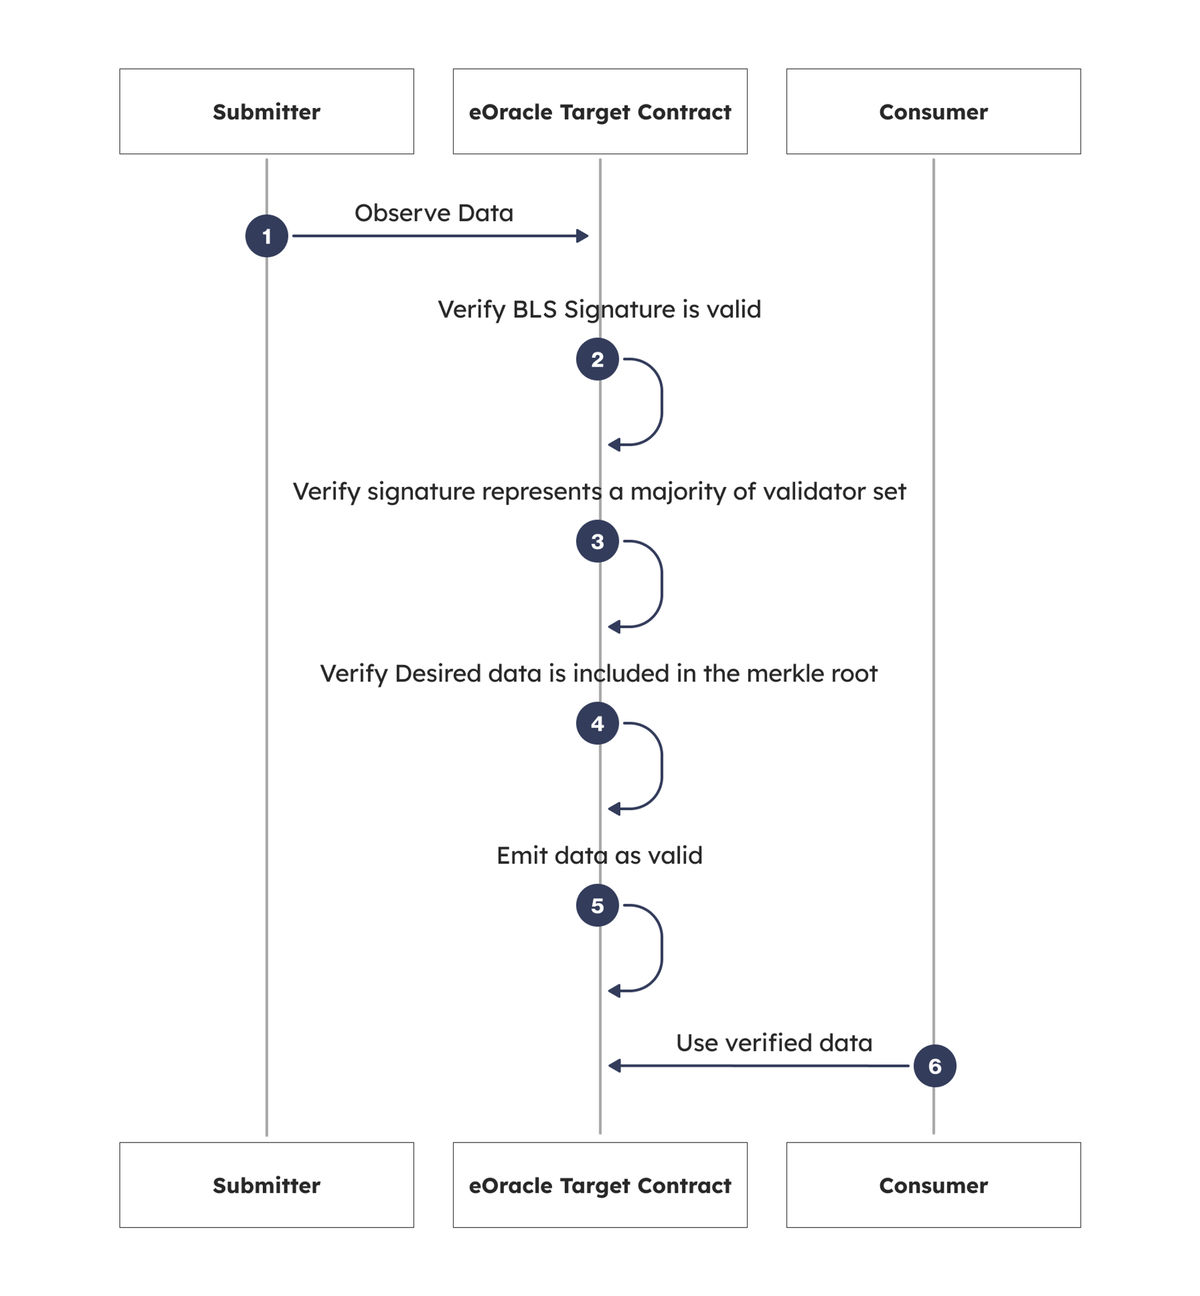 Submitter
eOracle Target Contract
Consumer
Observe Data
1
Verify BLS Signature is valid
2
Verify signature represents a majority of validator set
3
Verify Desired data is included in the merkle root
4
Emit data as valid
5
Use verified data
6
Submitter
eOracle Target Contract
Consumer